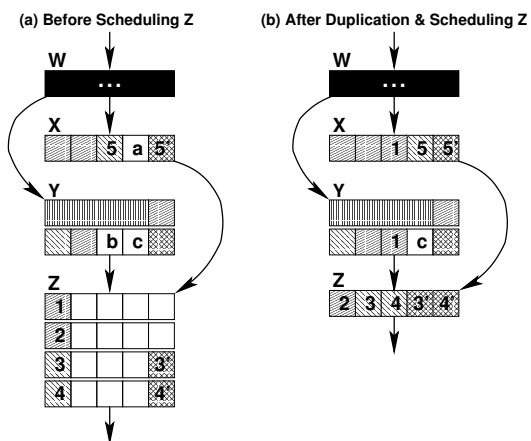 (a) Before Scheduling Z
W
...
X
5 a 5'
Y
b c
Z
1
2
3 3'
4 4'
(b) After Duplication & Scheduling Z
W
...
X
1 5 5'
Y
1 c
Z
2 3 4 3' 4'